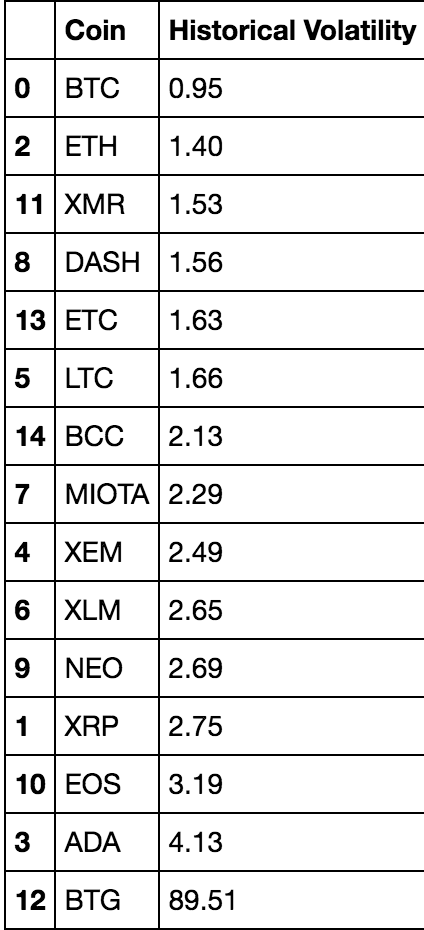 Coin Historical Volatility
0 BTC 0.95
2 ETH 1.40
11 XMR 1.53
8 DASH 1.56
13 ETC 1.63
5 LTC 1.66
14 BCC 2.13
7 MIOTA 2.29
4 XEM 2.49
6 XLM 2.65
9 NEO 2.69
1 XRP 2.75
10 EOS 3.19
3 ADA 4.13
12 BTG 89.51